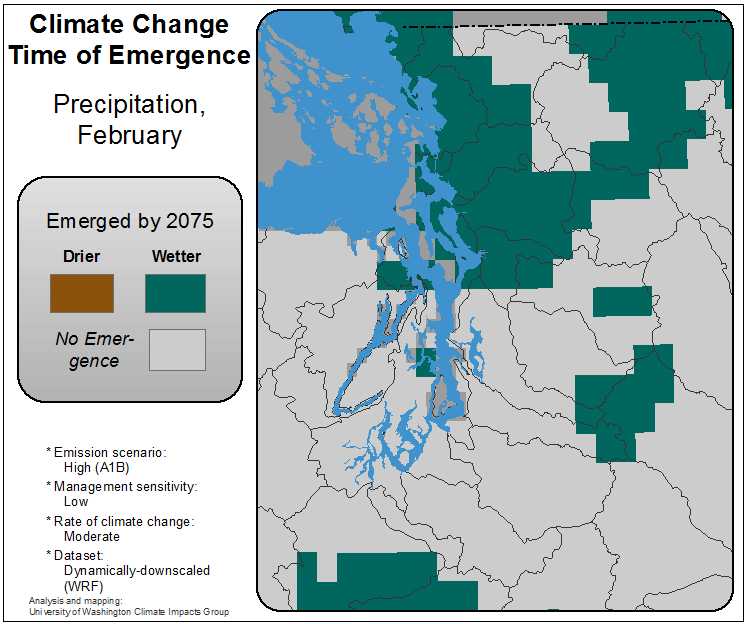 Climate Change
Time of Emergence
Precipitation,
February
Emerged by 2075
Drier Wetter
No Emer-
gence
* Emission scenario:
High (A1B)
* Management sensitivity:
Low
* Rate of climate change:
Moderate
* Dataset:
Dynamically-downscaled
(WRF)
Analysis and mapping:
University of Washington Climate Impacts Group